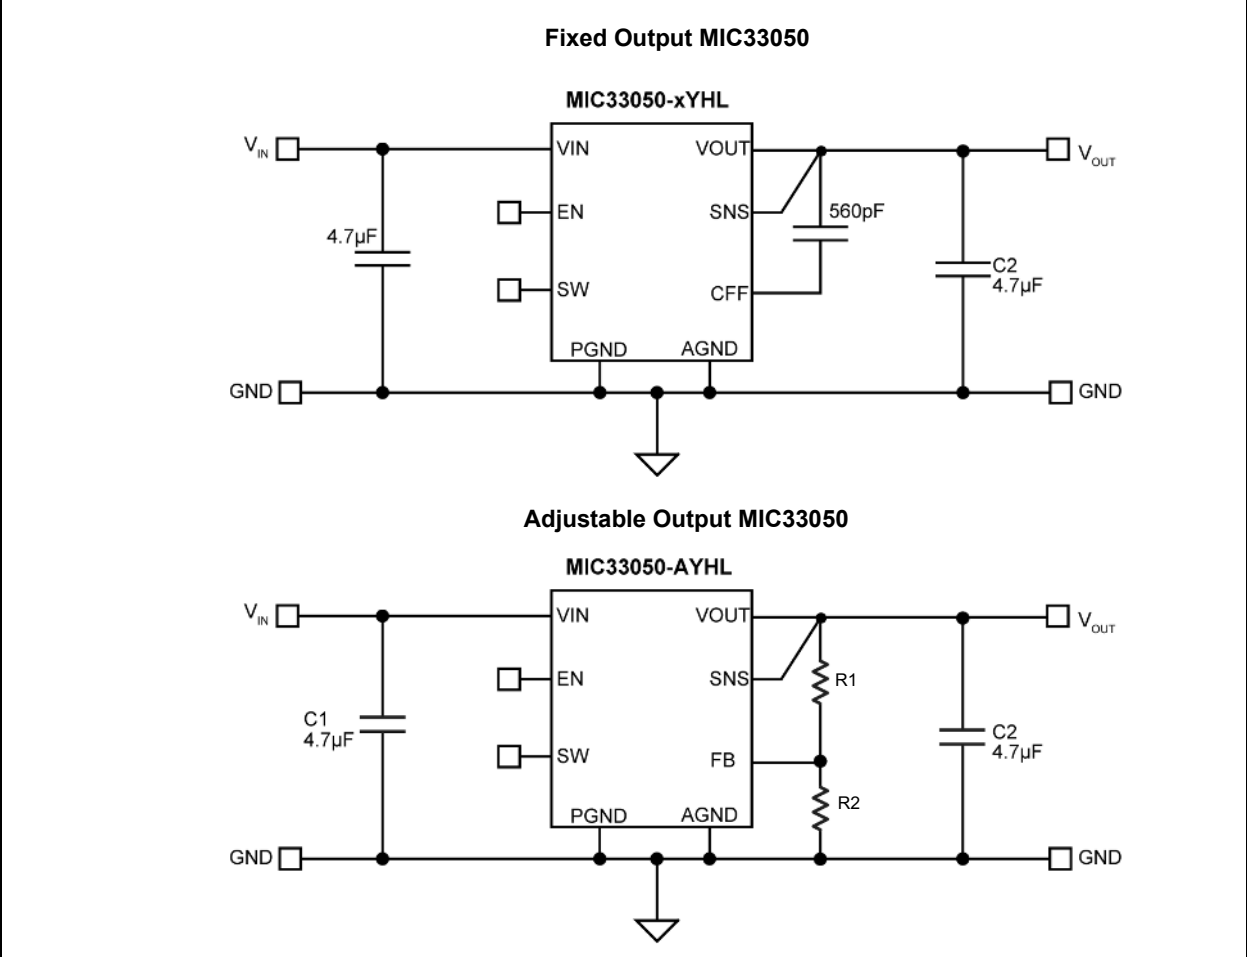 Fixed Output MIC33050
MIC33050-xYHL
VIN
VIN
VOUT
VOUT
EN
SNS
560pF
4.7µF
C2
4.7µF
SW
CFF
PGND
AGND
GND
GND
Adjustable Output MIC33050
MIC33050-AYHL
VIN
VIN
VOUT
VOUT
EN
SNS
R1
C1
4.7µF
C2
4.7µF
SW
FB
R2
PGND
AGND
GND
GND